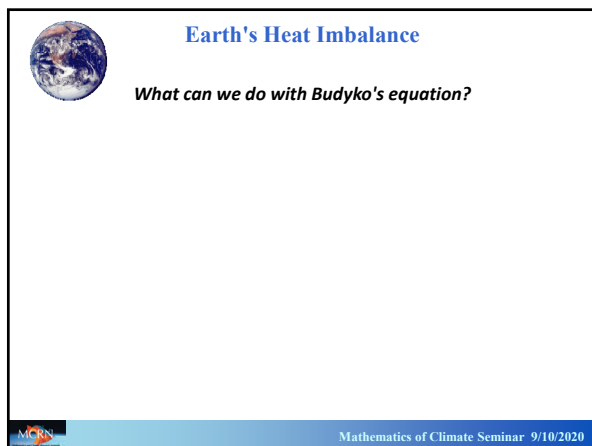 Earth's Heat Imbalance
What can we do with Budyko's equation?
MCRN
Mathematics of Climate Seminar 9/10/2020